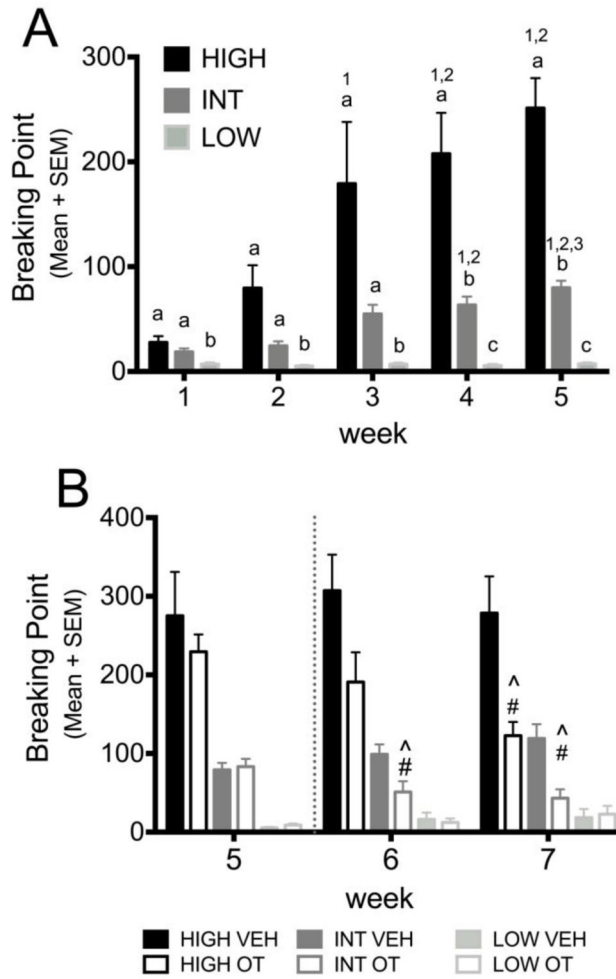 A
HIGH
INT
LOW
Breaking Point
(Mean + SEM)
300
200
100
0
a a b
a a b
1
a a b
1,2
a
1,2
b c
1,2
a
1,2,3
b c
1 2 3 4 5
week
B
Breaking Point
(Mean + SEM)
400
300
200
100
0
^
#
^
#
^
#
5 6 7
week
HIGH VEH INT VEH LOW VEH
HIGH OT INT OT LOW OT